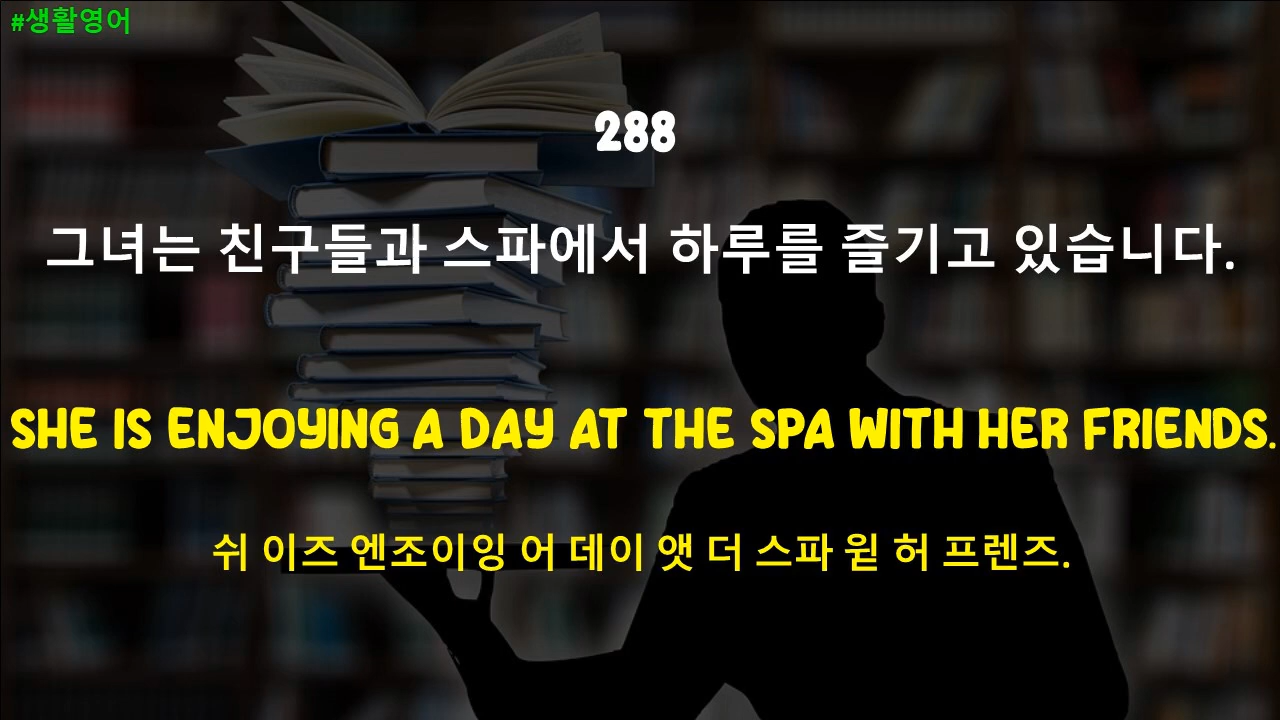 #생활영어
288
그녀는 친구들과 스파에서 하루를 즐기고 있습니다.
SHE IS ENJOYING A DAY AT THE SPA WITH HER FRIENDS.
쉬 이즈 엔조이잉 어 데이 앳 더 스파 윋 허 프렌즈.